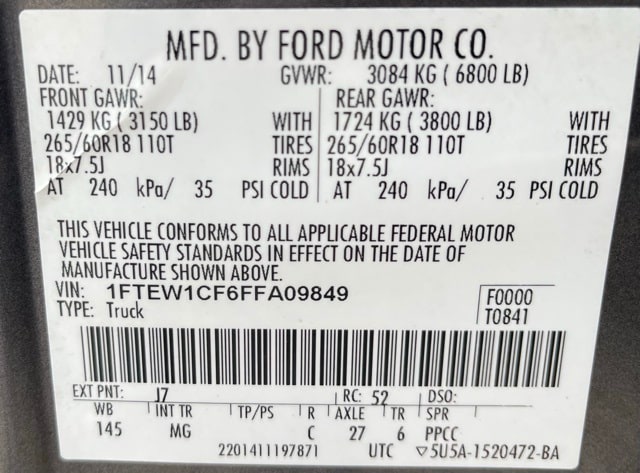 MFD. BY FORD MOTOR CO.
DATE: 11/14 GVWR: 3084 KG ( 6800 LB)
FRONT GAWR: REAR GAWR:
1429 KG ( 3150 LB) WITH 1724 KG ( 3800 LB) WITH
265/60R18 110T TIRES 265/60R18 110T TIRES
18x7.5J RIMS 18x7.5J RIMS
AT 240 kPa/ 35 PSI COLD AT 240 kPa/ 35 PSI COLD
THIS VEHICLE CONFORMS TO ALL APPLICABLE FEDERAL MOTOR
VEHICLE SAFETY STANDARDS IN EFFECT ON THE DATE OF
MANUFACTURE SHOWN ABOVE.
VIN: 1FTEW1CF6FFA09849 F0000
TYPE: Truck T0841
EXT PNT: J7 RC: 52 DSO:
WB INT TR TP/PS R AXLE TR SPR
145 MG C 27 6 PPCC
2201411197871 UTC ▽5U5A-1520472-BA